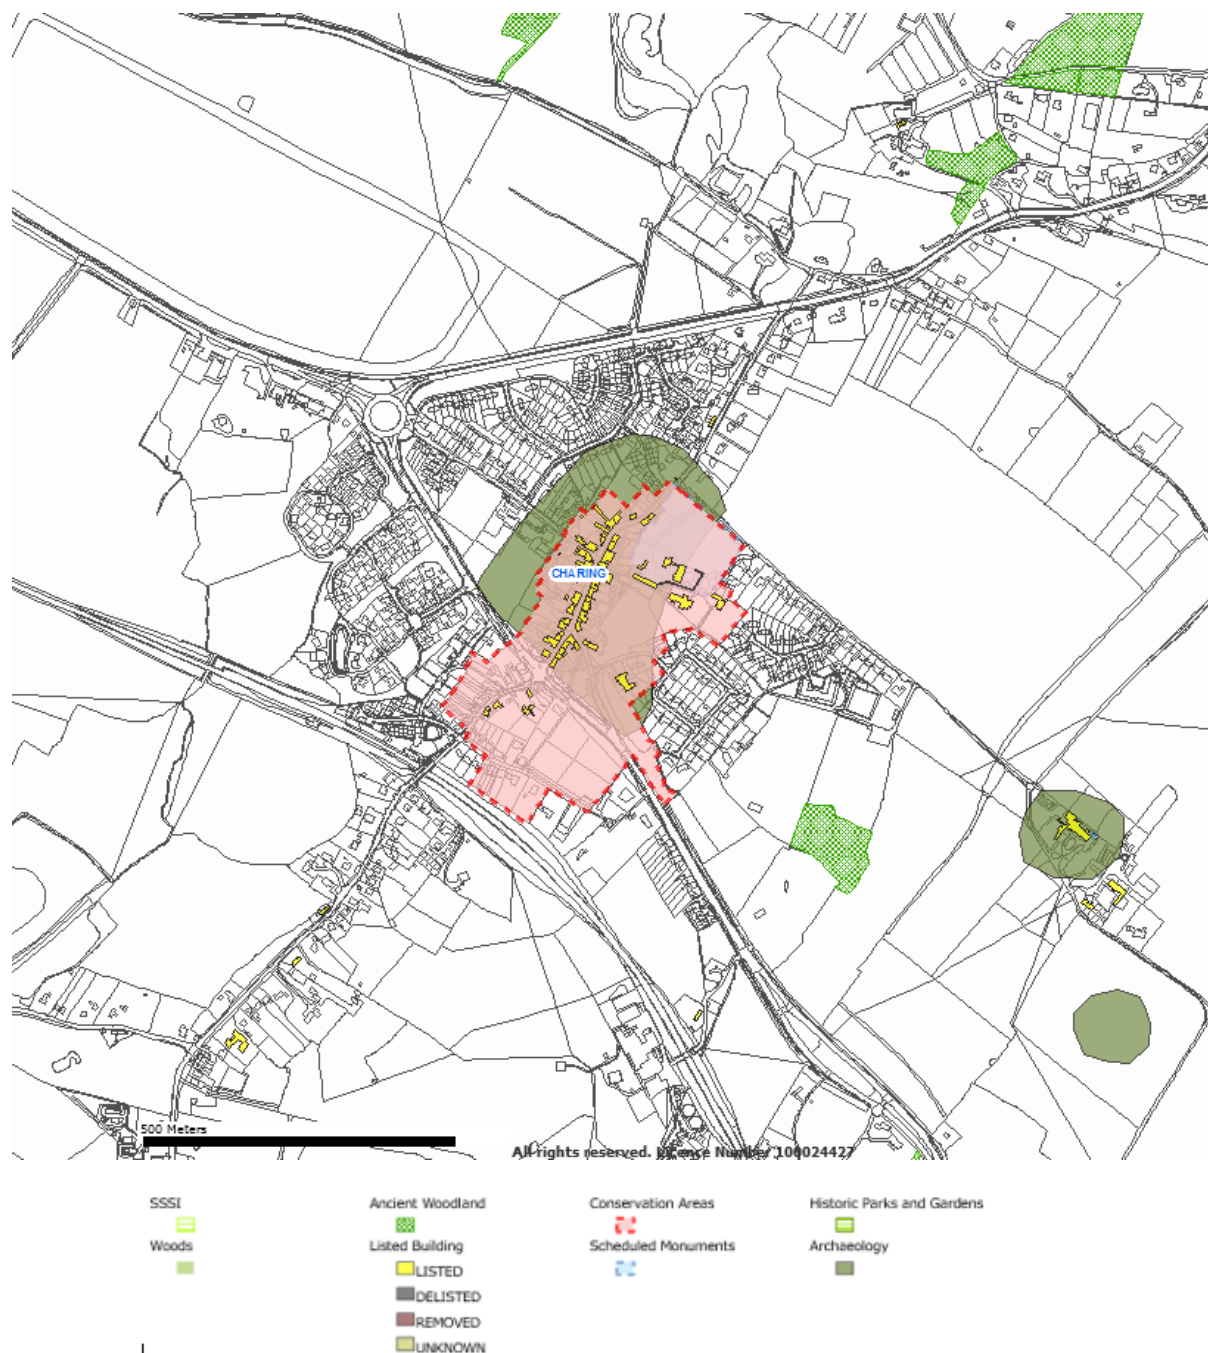 CHARING
500 Meters
All rights reserved. Licence Number 100024427
SSSI Ancient Woodland Conservation Areas Historic Parks and Gardens
Woods Listed Building Scheduled Monuments Archaeology
LISTED
DELISTED
REMOVED
UNKNOWN